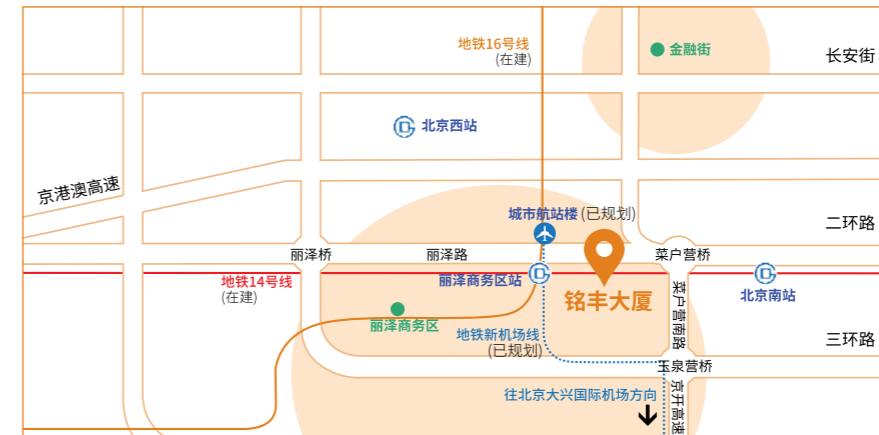 地铁16号线
(在建)
金融街
长安街
北京西站
京港澳高速
城市航站楼(已规划)
二环路
丽泽桥
丽泽路
菜户营桥
地铁14号线
(在建)
丽泽商务区站
铭丰大厦
北京南站
菜户营南路
丽泽商务区
地铁新机场线
(已规划)
三环路
玉泉营桥
往北京大兴国际机场方向
京开高速